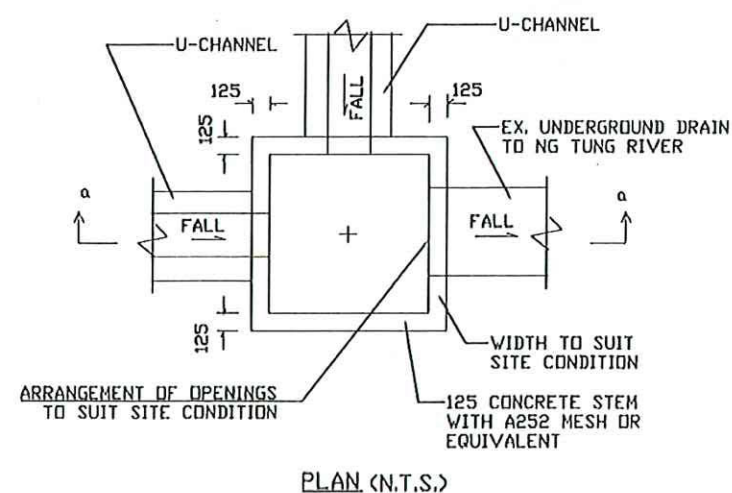 U-CHANNEL
U-CHANNEL
125
125
FALL
125
EX. UNDERGROUND DRAIN
TO NG TUNG RIVER
a
a
FALL
FALL
125
WIDTH TO SUIT
SITE CONDITION
ARRANGEMENT OF OPENINGS
TO SUIT SITE CONDITION
125 CONCRETE STEM
WITH A252 MESH OR
EQUIVALENT
PLAN (N.T.S.)